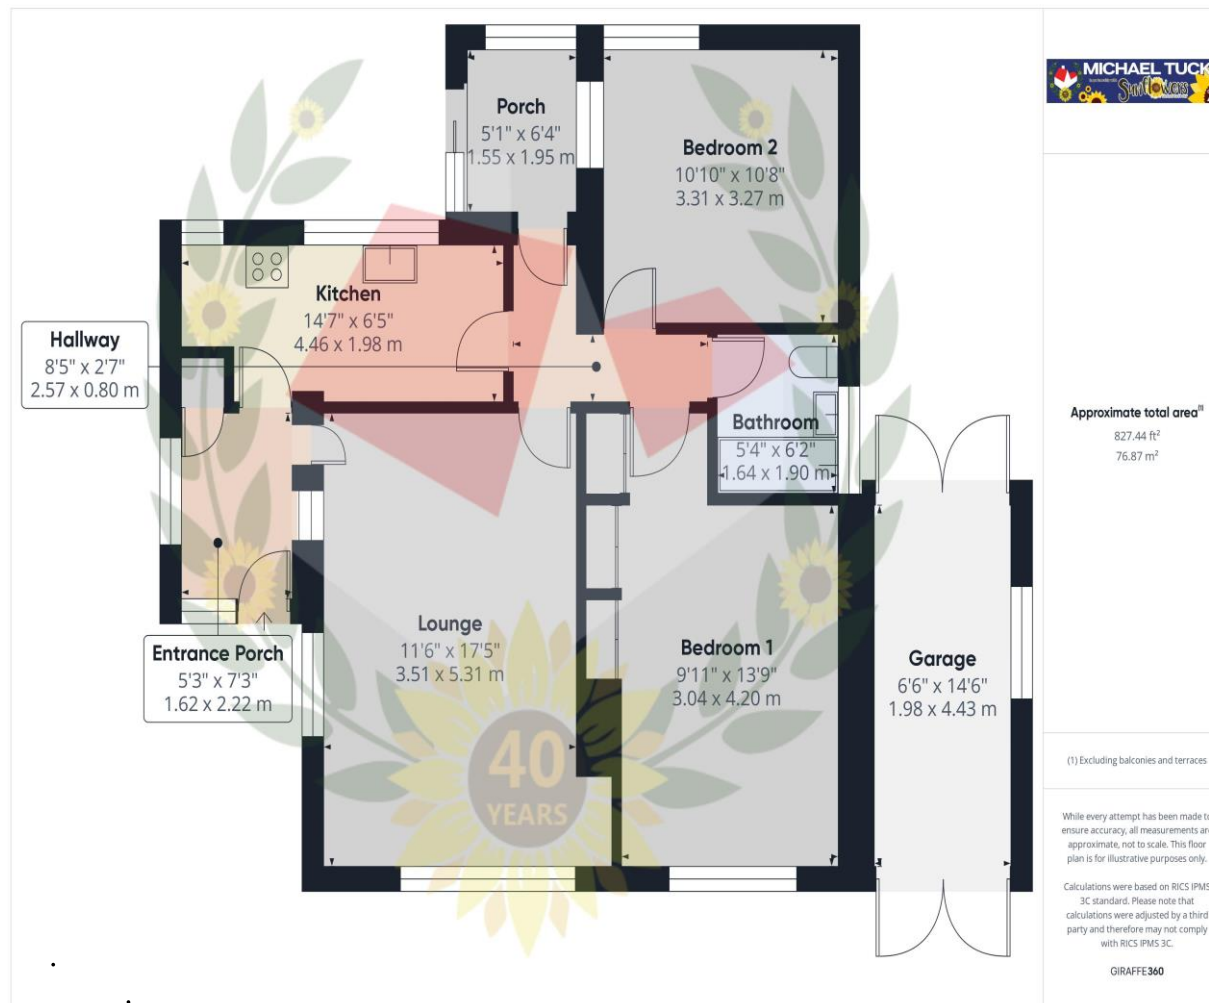 Porch
5'1" x 6'4"
1.55 x 1.95 m
Bedroom 2
10'10" x 10'8"
3.31 x 3.27 m
Kitchen
14'7" x 6'5"
4.46 x 1.98 m
Hallway
8'5" x 2'7"
2.57 x 0.80 m
Bathroom
5'4" x 6'2"
1.64 x 1.90 m
Lounge
11'6" x 17'5"
3.51 x 5.31 m
Entrance Porch
5'3" x 7'3"
1.62 x 2.22 m
Bedroom 1
9'11" x 13'9"
3.04 x 4.20 m
Garage
6'6" x 14'6"
1.98 x 4.43 m
40
YEARS
MICHAEL TUCK
Sunflowers
Approximate total area(1)
827.44 ft²
76.87 m²
(1) Excluding balconies and terraces
While every attempt has been made to
ensure accuracy, all measurements are
approximate, not to scale. This floor
plan is for illustrative purposes only.
Calculations were based on RICS IPMS
3C standard. Please note that
calculations were adjusted by a third
party and therefore may not comply
with RICS IPMS 3C.
GIRAFFE360